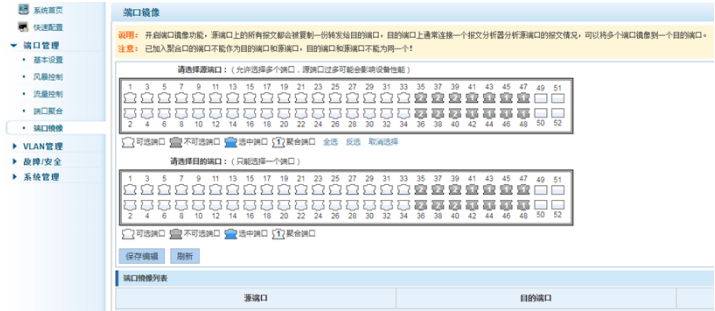 系统首页
快速配置
端口管理
基本设置
风暴控制
流量控制
端口聚合
端口镜像
VLAN管理
故障/安全
系统管理
端口镜像
说明： 开启端口镜像功能，源端口上的所有报文都会被复制一份转发给目的端口，目的端口上通常连接一个报文分析器分析源端口的报文情况，可以将多个端口镜像到一个目的端口。
注意： 已加入聚合口的端口不能作为目的端口和源端口，目的端口和源端口不能为同一个！
请选择源端口：（允许选择多个端口，源端口过多可能会影响设备性能）
1 3 5 7 9 11 13 15 17 19 21 23 25 27 29 31 33 35 37 39 41 43 45 47 49 51
2 4 6 8 10 12 14 16 18 20 22 24 26 28 30 32 34 36 38 40 42 44 46 48 50 52
可选端口 不可选端口 选中端口 1 聚合端口 全选 反选 取消选择
请选择目的端口：（只能选择一个端口）
1 3 5 7 9 11 13 15 17 19 21 23 25 27 29 31 33 35 37 39 41 43 45 47 49 51
2 4 6 8 10 12 14 16 18 20 22 24 26 28 30 32 34 36 38 40 42 44 46 48 50 52
可选端口 不可选端口 选中端口 1 聚合端口
保存编辑 刷新
端口镜像列表
源端口 目的端口